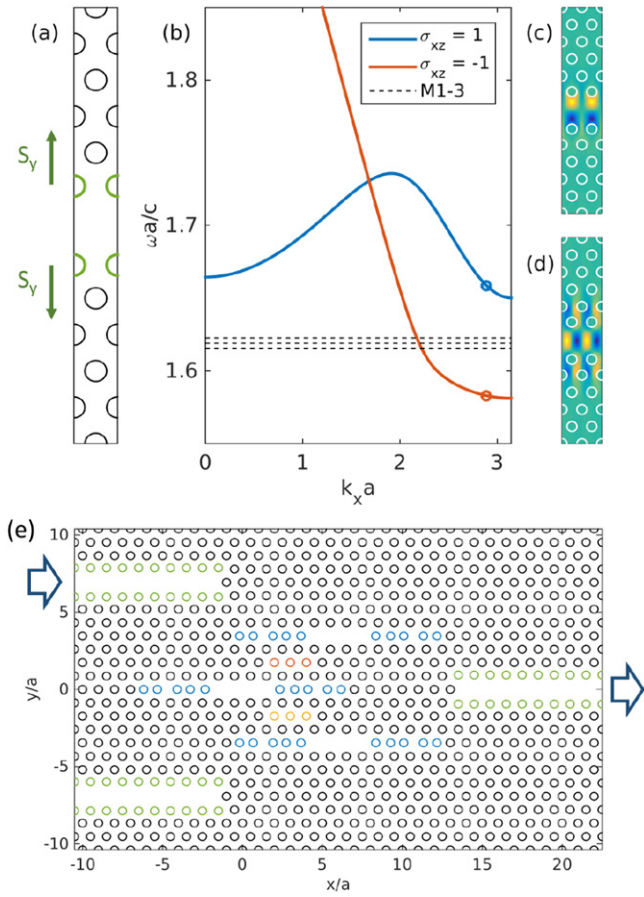 (a)
S_y
S_y
(b)
1.8
1.7
1.6
ωa/c
0
1
2
3
k_x a
σ_xz = 1
σ_xz = -1
M1-3
(c)
(d)
(e)
10
5
0
-5
-10
y/a
-10
-5
0
5
10
15
20
x/a